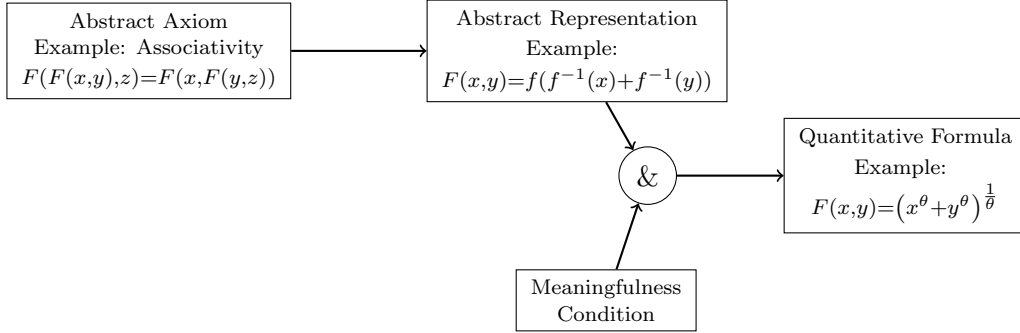 Abstract Axiom
Example: Associativity
F(F(x,y),z)=F(x,F(y,z))
Abstract Representation
Example:
F(x,y)=f(f⁻¹(x)+f⁻¹(y))
&
Quantitative Formula
Example:
F(x,y)=(x^θ+y^θ)^{1/θ}
Meaningfulness
Condition